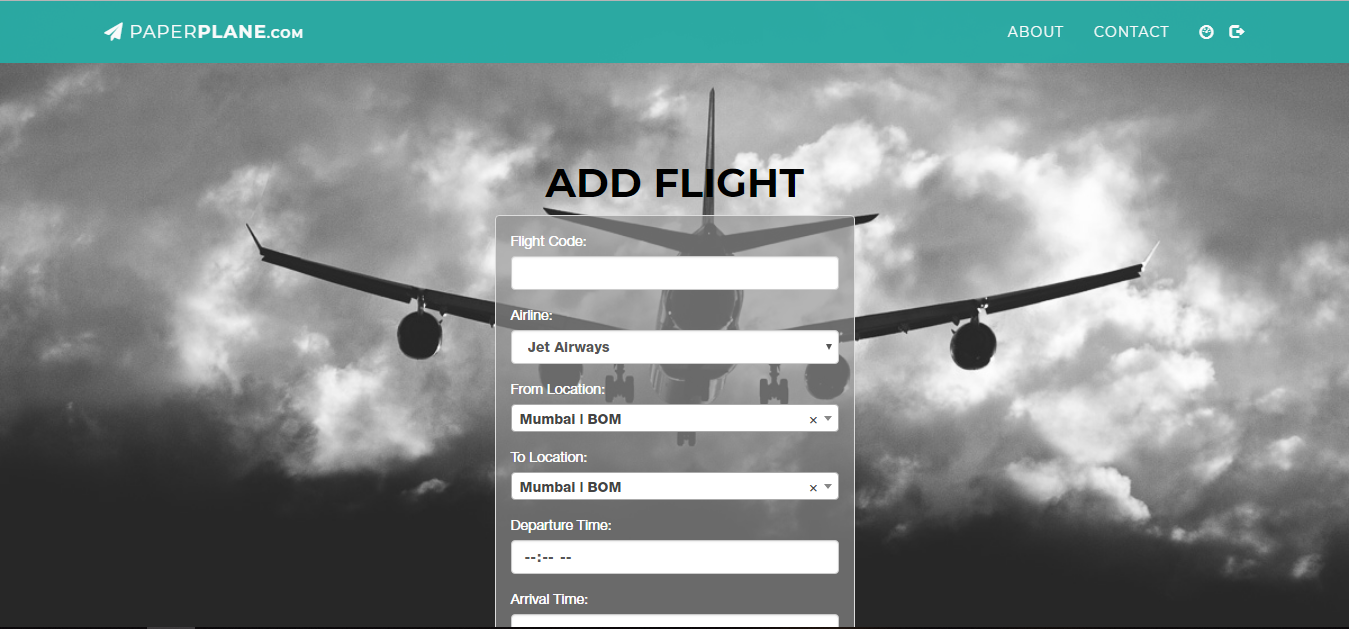 PAPERPLANE.COM
ABOUT CONTACT
ADD FLIGHT
Flight Code:
Airline:
Jet Airways
From Location:
Mumbai | BOM ×
To Location:
Mumbai | BOM ×
Departure Time:
--:-- --
Arrival Time: